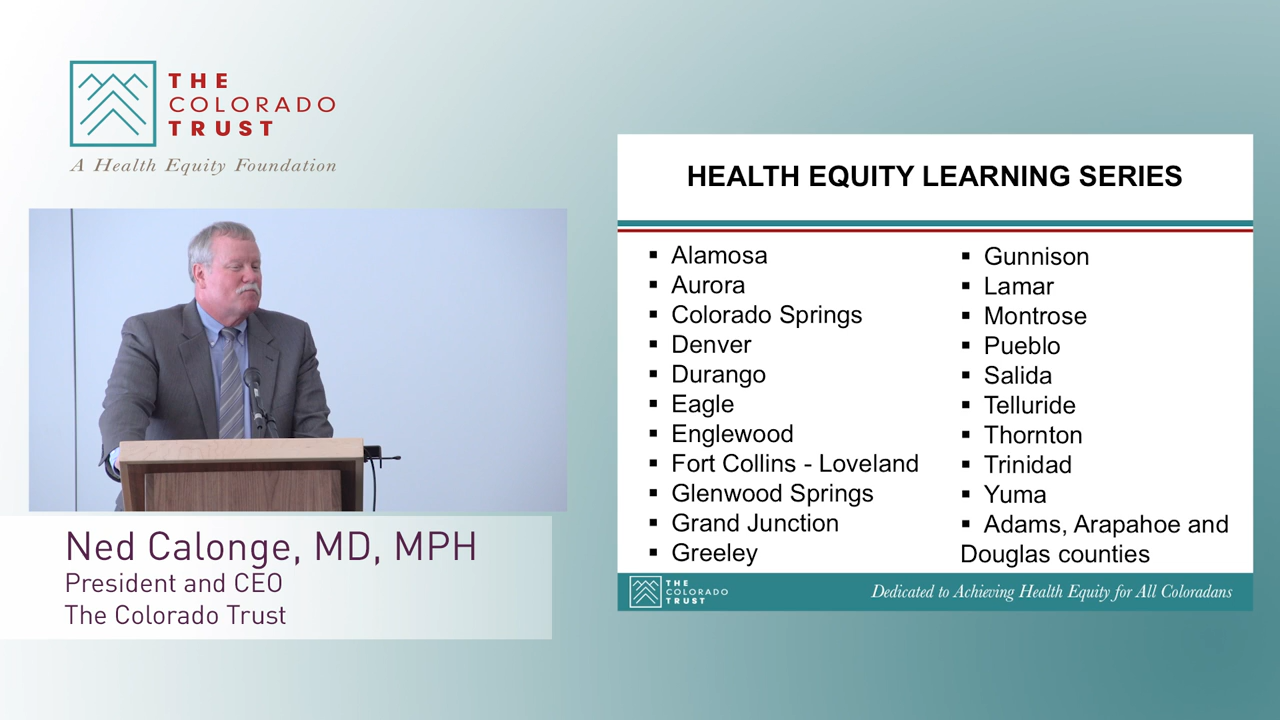 THE
COLORADO
TRUST
A Health Equity Foundation
Ned Calonge, MD, MPH
President and CEO
The Colorado Trust
HEALTH EQUITY LEARNING SERIES
▪ Alamosa
▪ Aurora
▪ Colorado Springs
▪ Denver
▪ Durango
▪ Eagle
▪ Englewood
▪ Fort Collins - Loveland
▪ Glenwood Springs
▪ Grand Junction
▪ Greeley
▪ Gunnison
▪ Lamar
▪ Montrose
▪ Pueblo
▪ Salida
▪ Telluride
▪ Thornton
▪ Trinidad
▪ Yuma
▪ Adams, Arapahoe and
Douglas counties
THE
COLORADO
TRUST
Dedicated to Achieving Health Equity for All Coloradans